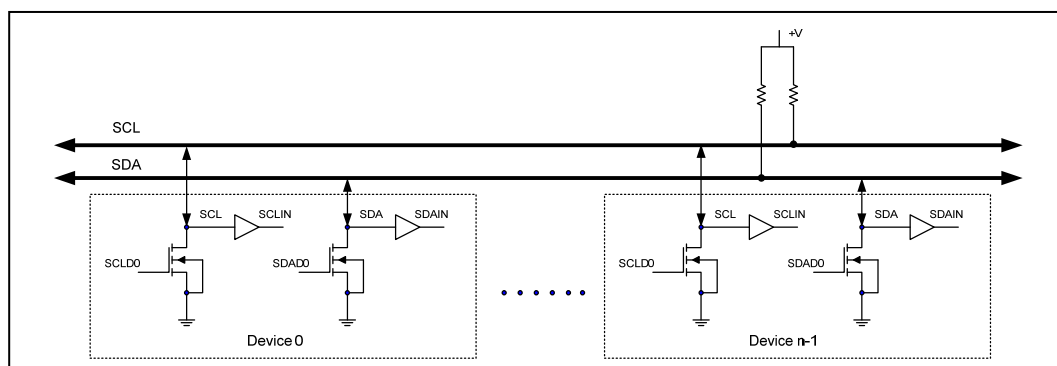 +V
SCL
SDA
SCL SCLIN SDA SDAIN SCL SCLIN SDA SDAIN
SCLD0 SDAD0 SCLD0 SDAD0
Device 0 Device n-1